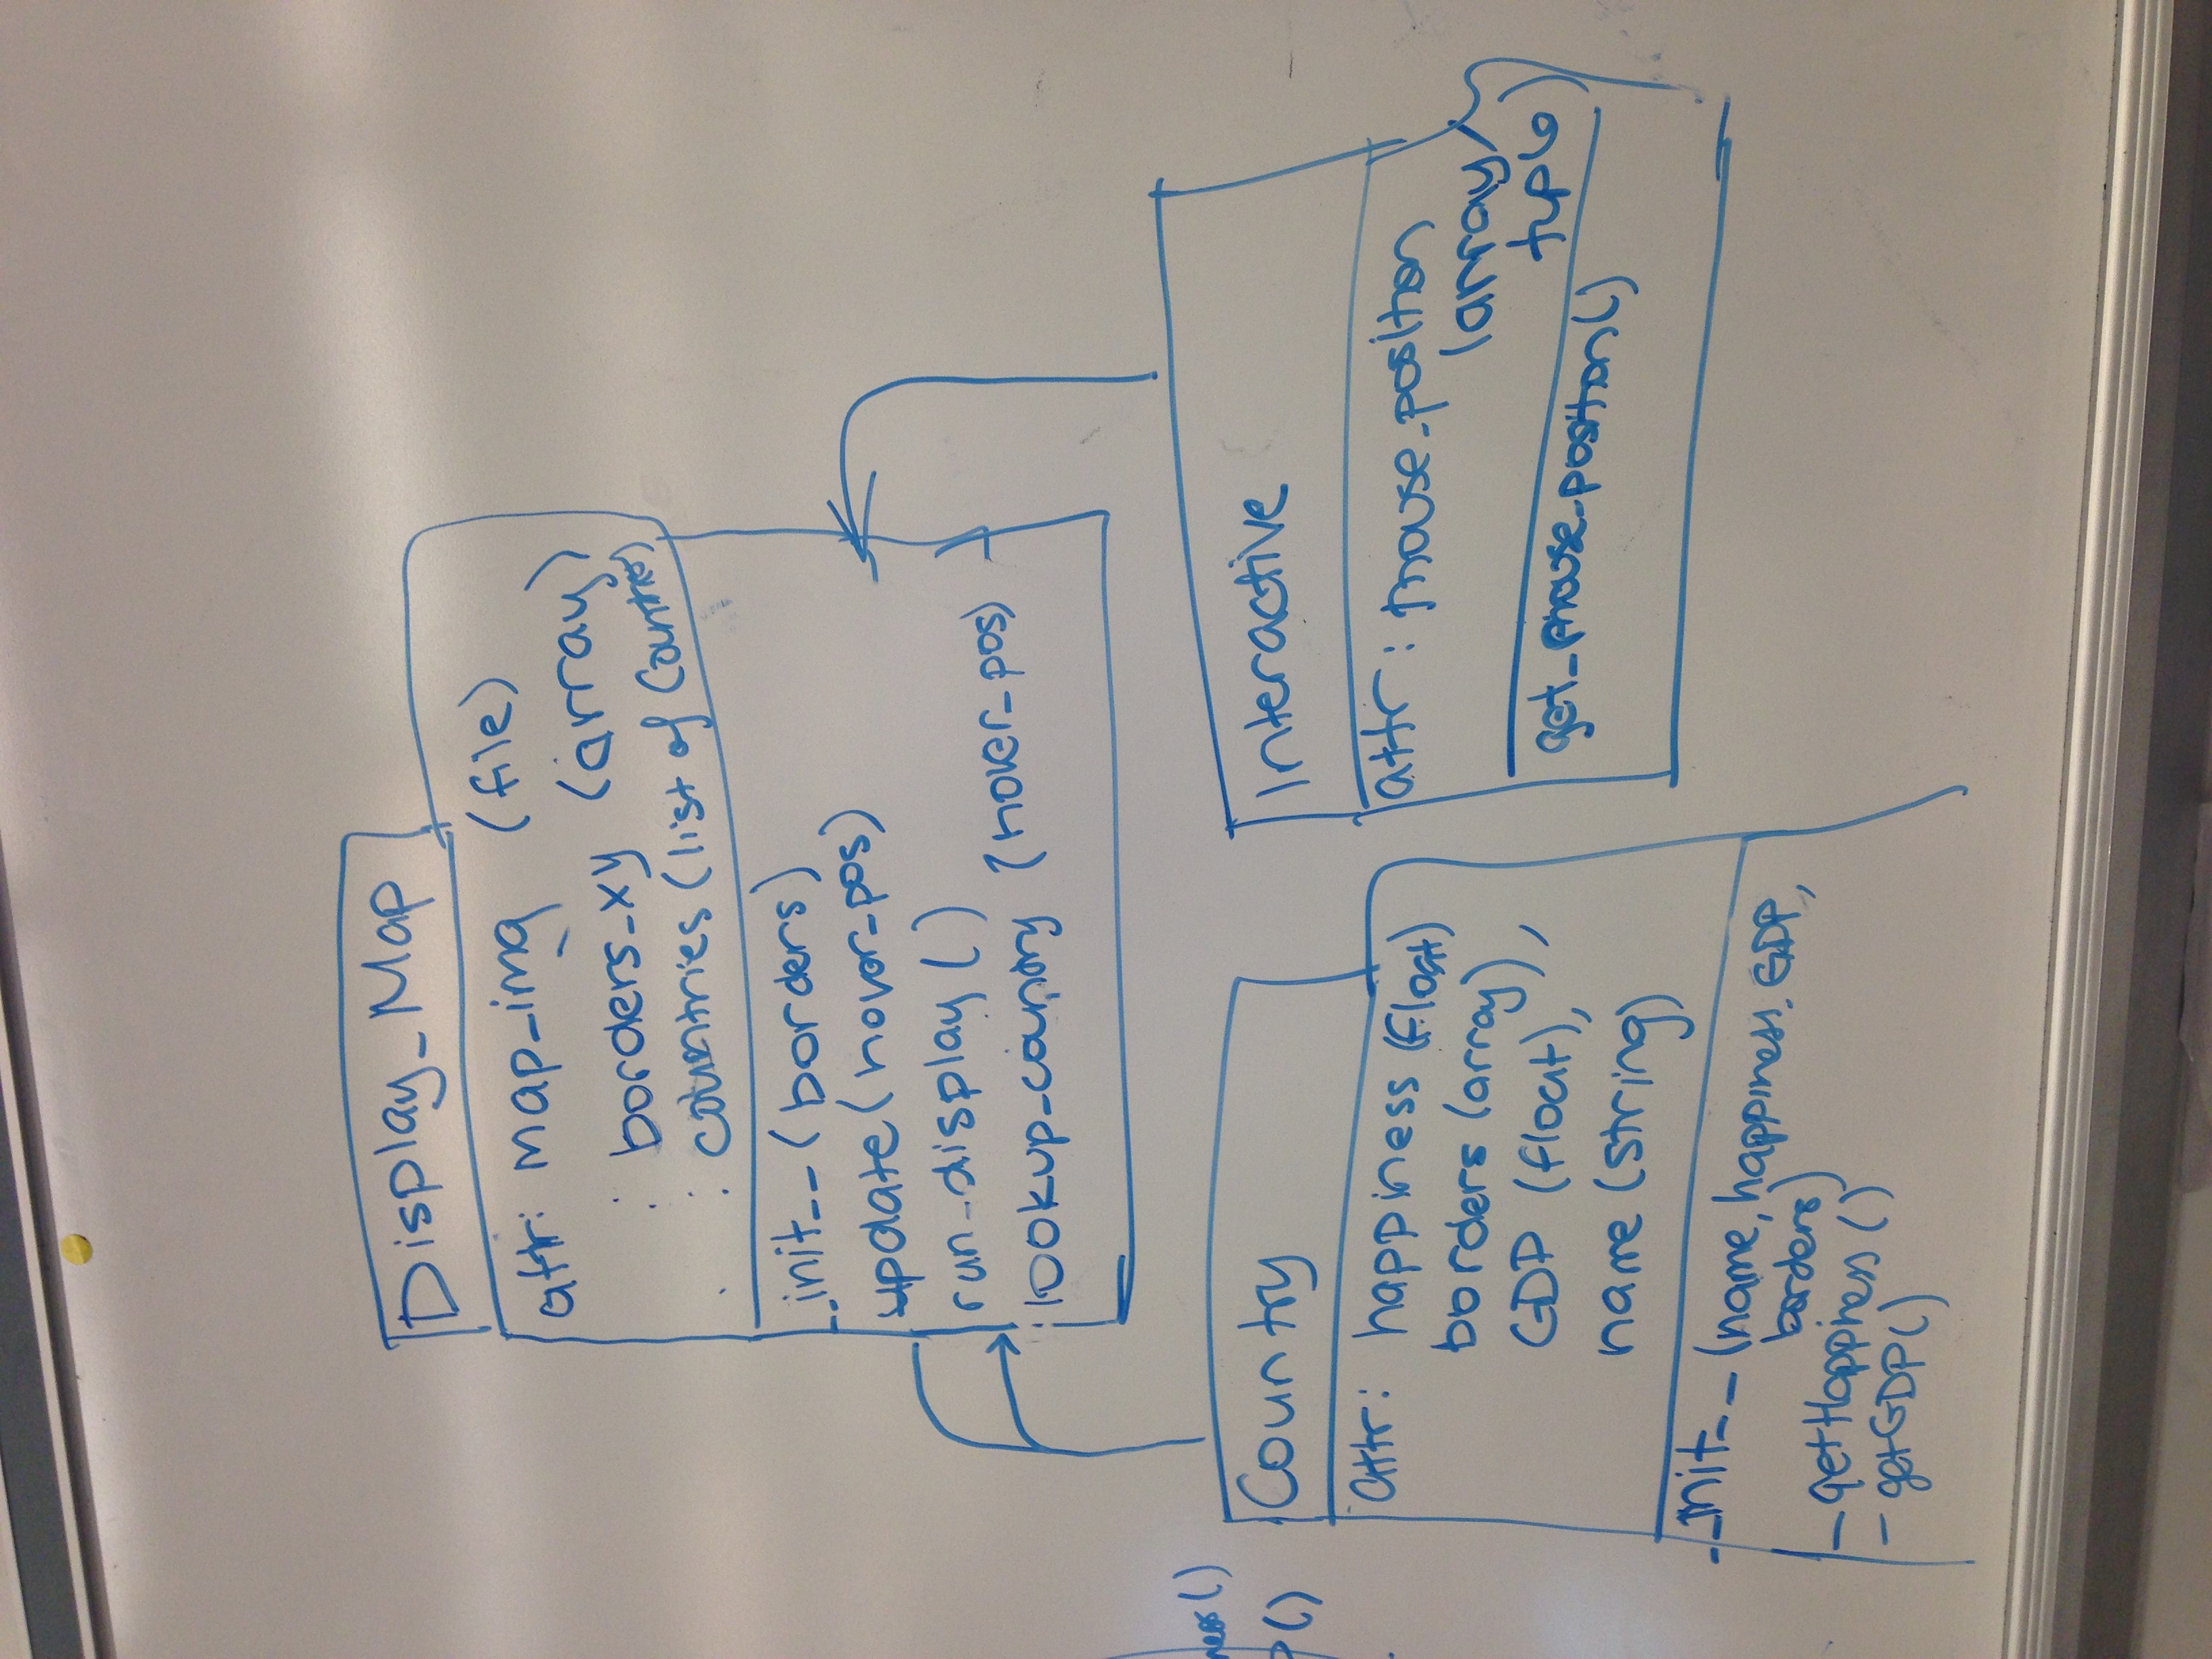 Display_Map
attr: map_img (file)
: borders_xy (array)
: countries (list of Countries)
__init__(borders)
update(hover_pos)
run_display()
lookup_country (hover_pos)
ness()
P()
Country
attr: happiness (float)
borders (array),
GDP (float),
name (string)
__init__(name, happiness, GDP,
borders)
- getHappiness()
- getGDP()
Interactive
attr: mouse_position
(array/
tuple)
get_mouse_position()